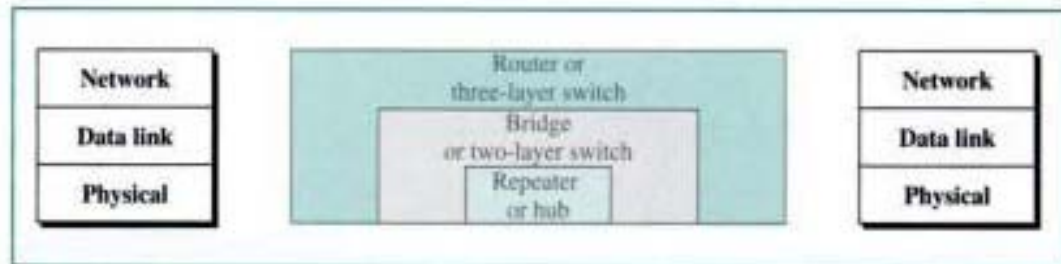 Network
Data link
Physical
Router or
three-layer switch
Bridge
or two-layer switch
Repeater
or hub
Network
Data link
Physical